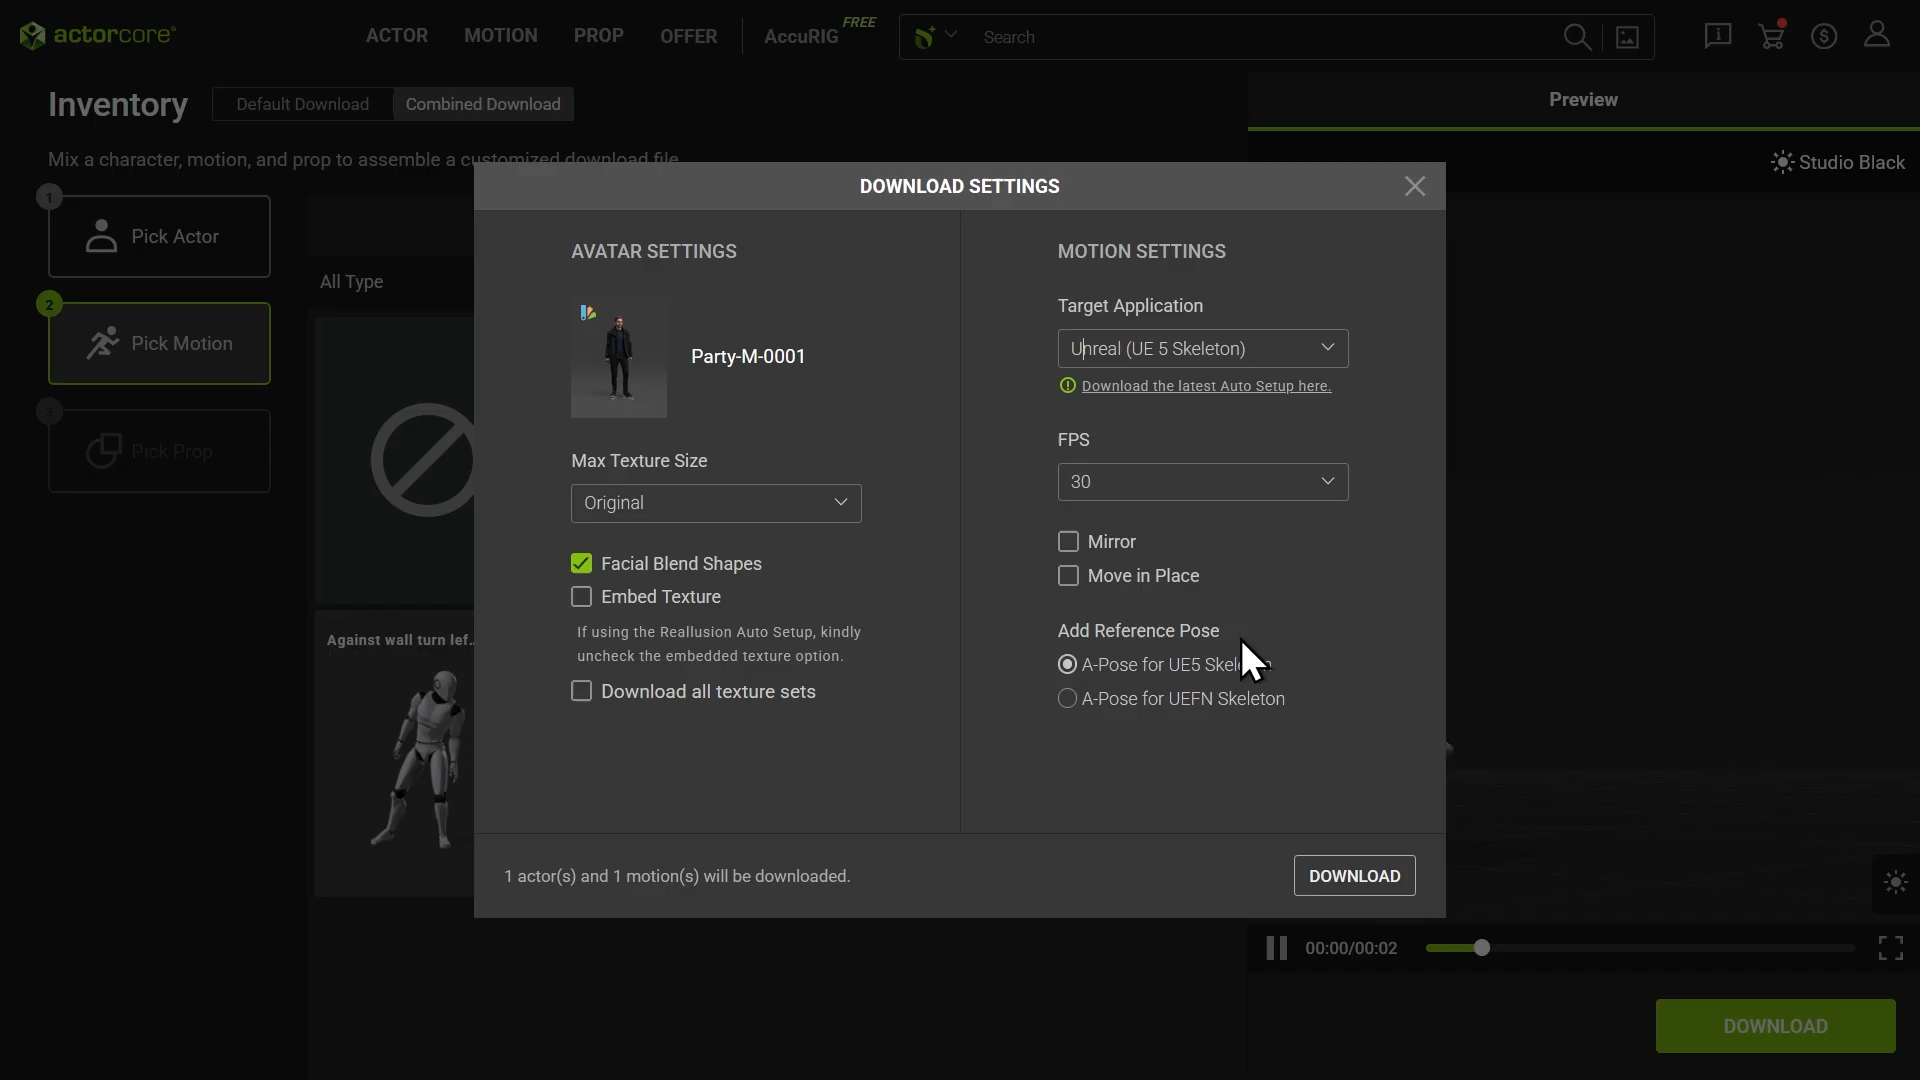 actorcore
ACTOR
MOTION
PROP
OFFER
AccuRIG
FREE
Search
Inventory
Default Download
Combined Download
Preview
Mix a character, motion, and prop to assemble a customized download file
Studio Black
1
Pick Actor
2
Pick Motion
3
Pick Prop
All Type
Against wall turn lef..
DOWNLOAD SETTINGS
AVATAR SETTINGS
Party-M-0001
Max Texture Size
Original
Facial Blend Shapes
Embed Texture
If using the Reallusion Auto Setup, kindly
uncheck the embedded texture option.
Download all texture sets
MOTION SETTINGS
Target Application
Unreal (UE 5 Skeleton)
Download the latest Auto Setup here.
FPS
30
Mirror
Move in Place
Add Reference Pose
A-Pose for UE5 Skeleton
A-Pose for UEFN Skeleton
1 actor(s) and 1 motion(s) will be downloaded.
DOWNLOAD
00:00/00:02
DOWNLOAD